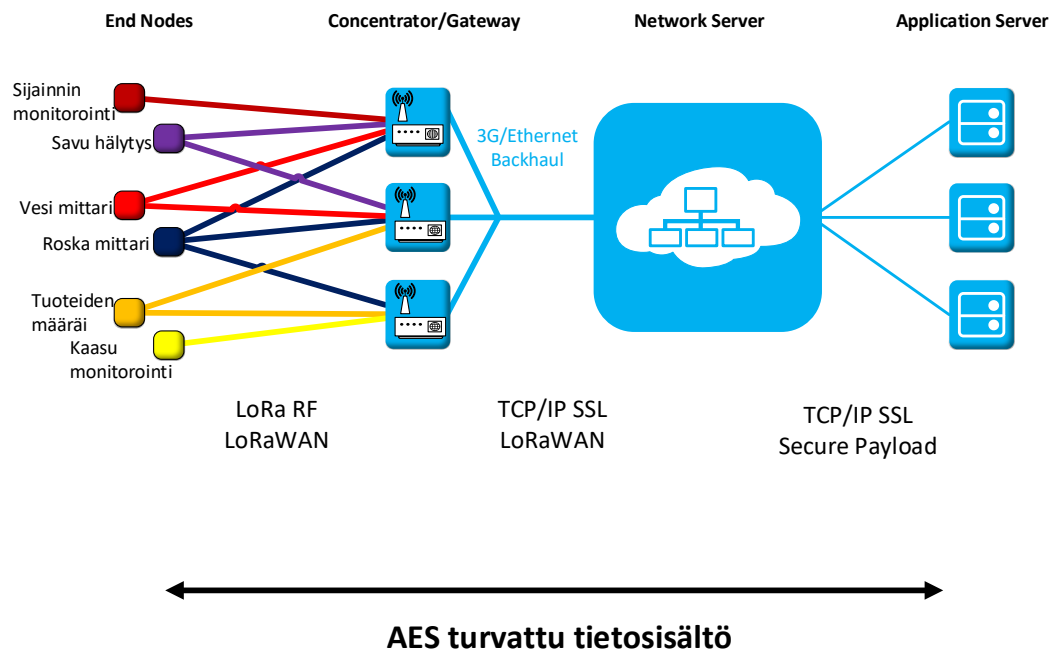 End Nodes
Concentrator/Gateway
Network Server
Application Server
Sijainnin
monitorointi
Savu hälytys
Vesi mittari
Roska mittari
Tuoteiden
määräi
Kaasu
monitorointi
3G/Ethernet
Backhaul
LoRa RF
LoRaWAN
TCP/IP SSL
LoRaWAN
TCP/IP SSL
Secure Payload
AES turvattu tietosisältö